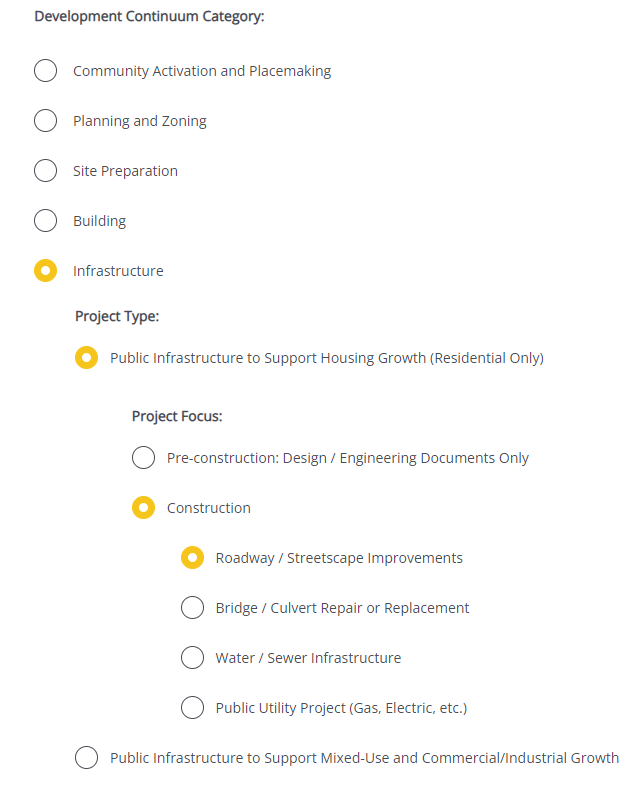 Development Continuum Category:
Community Activation and Placemaking
Planning and Zoning
Site Preparation
Building
Infrastructure
Project Type:
Public Infrastructure to Support Housing Growth (Residential Only)
Project Focus:
Pre-construction: Design / Engineering Documents Only
Construction
Roadway / Streetscape Improvements
Bridge / Culvert Repair or Replacement
Water / Sewer Infrastructure
Public Utility Project (Gas, Electric, etc.)
Public Infrastructure to Support Mixed-Use and Commercial/Industrial Growth